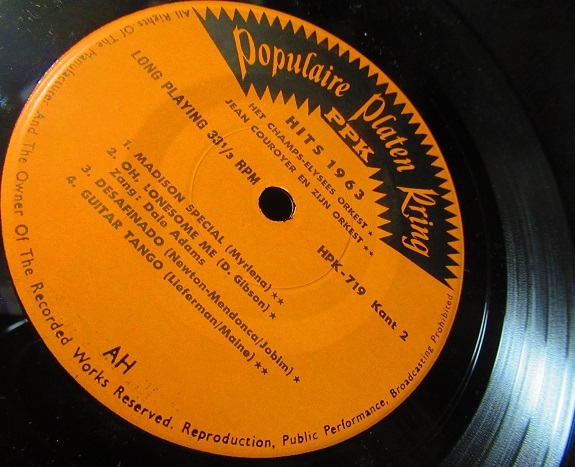 Populaire Platen Kring
PPK
HITS 1963
HET CHAMPS-ELYSEES ORKEST *
JEAN COUROYER EN ZIJN ORKEST **
LONG PLAYING 33 1/3 RPM
HPK-719 Kant 2
1. MADISON SPECIAL (Myriena) **
2. OH, LONESOME ME (D. Gibson) *
Zang: Dale Adams
3. DESAFINADO (Newton-Mendonca/Jobim) *
4. GUITAR TANGO (Lieferman/Maine) **
AH
All Rights Of The Manufacturer And The Owner Of The Recorded Works Reserved. Reproduction, Public Performance, Broadcasting Prohibited